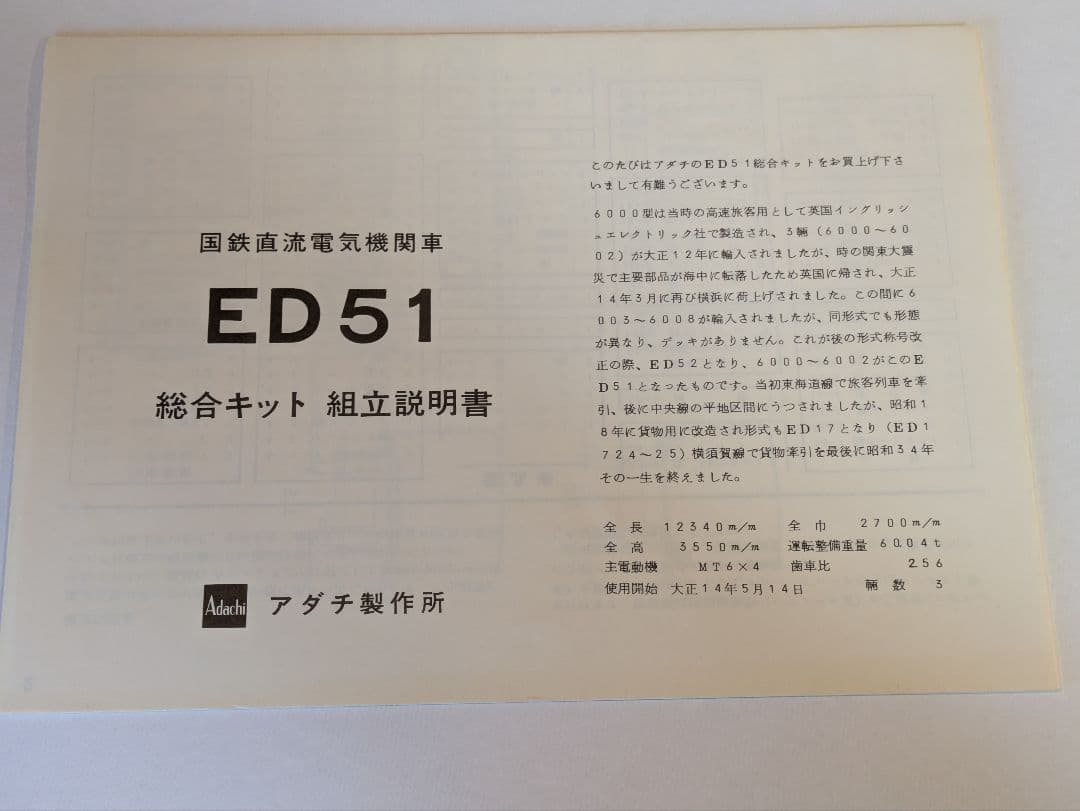 国鉄直流電気機関車
ED51
総合キット 組立説明書
Adachi アダチ製作所
このたびはアダチのED51総合キットをお買上げ下さ
いまして有難うございます。
6000型は当時の高速旅客用として英国イングリッシ
ュエレクトリック社で製造され、3輛(6000〜60
02)が大正12年に輸入されましたが、時の関東大震
災で主要部品が海中に転落したため英国に帰され、大正
14年3月に再び横浜に荷上げされました。この間に6
003〜6008が輸入されましたが、同形式でも形態
が異なり、デッキがありません。これが後の形式称号改
正の際、ED52となり、6000〜6002がこのE
D51となったものです。当初東海道線で旅客列車を牽
引、後に中央線の平地区間にうつされましたが、昭和1
8年に貨物用に改造され形式もED17となり(ED1
724〜25)横須賀線で貨物牽引を最後に昭和34年
その一生を終えました。
全長 12340m/m 全巾 2700m/m
全高 3550m/m 運転整備重量 60.04t
主電動機 MT6×4 歯車比 2.56
使用開始 大正14年5月14日 輛数 3